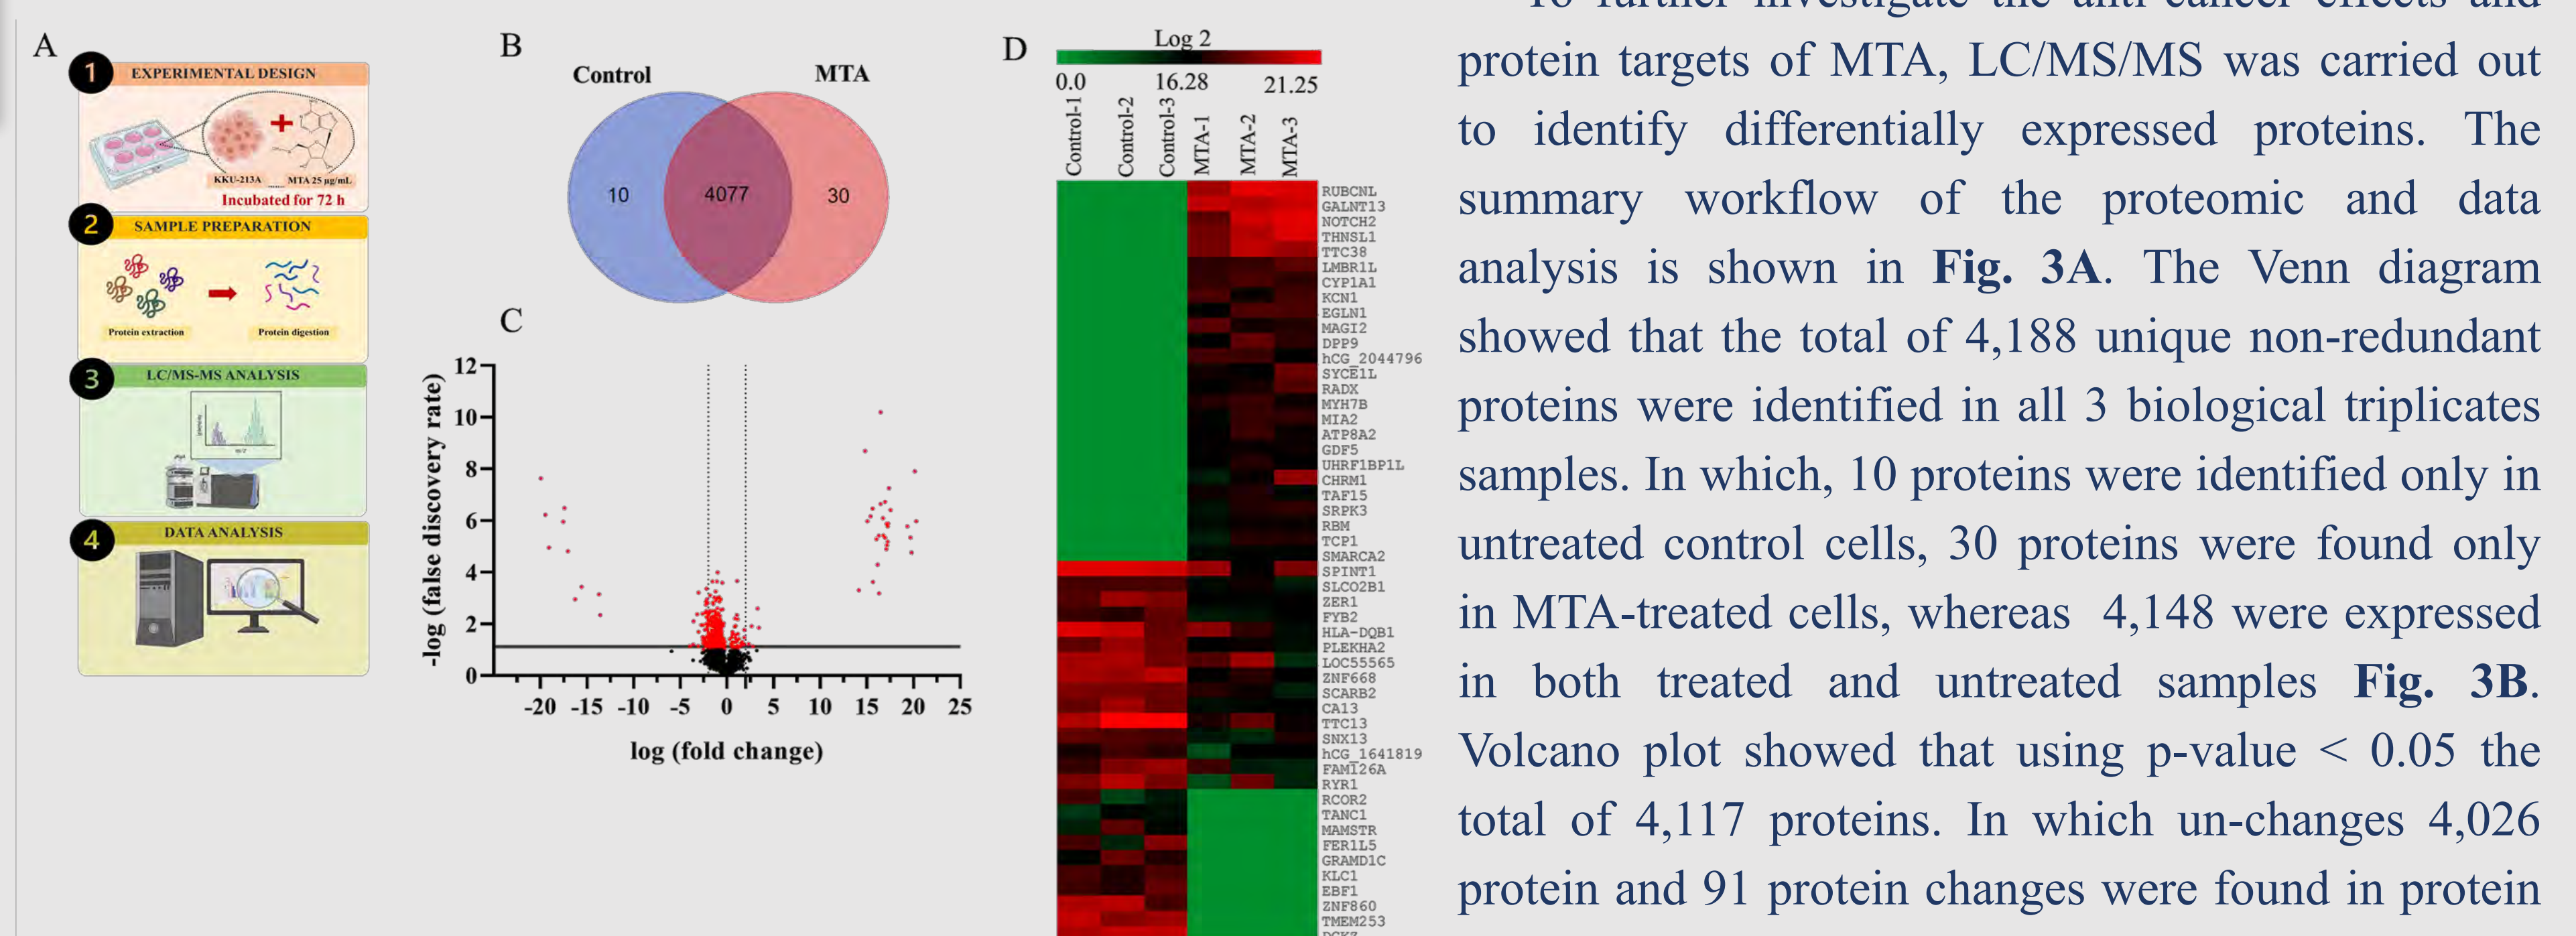 A
1
EXPERIMENTAL DESIGN
KKU-213A
MTA 25 µg/mL
Incubated for 72 h
2
SAMPLE PREPARATION
Protein extraction
Protein digestion
3
LC/MS-MS ANALYSIS
4
DATA ANALYSIS
B
Control
MTA
10
4077
30
C
-log (false discovery rate)
12
10
8
6
4
2
0
-20 -15 -10 -5 0 5 10 15 20 25
log (fold change)
D
Log 2
0.0 16.28 21.25
Control-1
Control-2
Control-3
MTA-1
MTA-2
MTA-3
RUBCNL
GALNT13
NOTCH2
THNSL1
TTC38
LMBR1L
CYP1A1
KCN1
EGLN1
MAGI2
DPP9
hCG_2044796
SYCE1L
RADX
MYH7B
MIA2
ATP8A2
GDF5
UHRF1BP1L
CHRM1
TAF15
SRPK3
RBM
TCP1
SMARCA2
SPINT1
SLCO2B1
ZER1
FYB2
HLA-DQB1
PLEKHA2
LOC55565
ZNF668
SCARB2
CA13
TTC13
SNX13
hCG_1641819
FAM126A
RYR1
RCOR2
TANC1
MAMSTR
FER1L5
GRAMD1C
KLC1
EBF1
ZNF860
TMEM253
To further investigate the anti-cancer effects and
protein targets of MTA, LC/MS/MS was carried out
to identify differentially expressed proteins. The
summary workflow of the proteomic and data
analysis is shown in Fig. 3A. The Venn diagram
showed that the total of 4,188 unique non-redundant
proteins were identified in all 3 biological triplicates
samples. In which, 10 proteins were identified only in
untreated control cells, 30 proteins were found only
in MTA-treated cells, whereas 4,148 were expressed
in both treated and untreated samples Fig. 3B.
Volcano plot showed that using p-value < 0.05 the
total of 4,117 proteins. In which un-changes 4,026
protein and 91 protein changes were found in protein